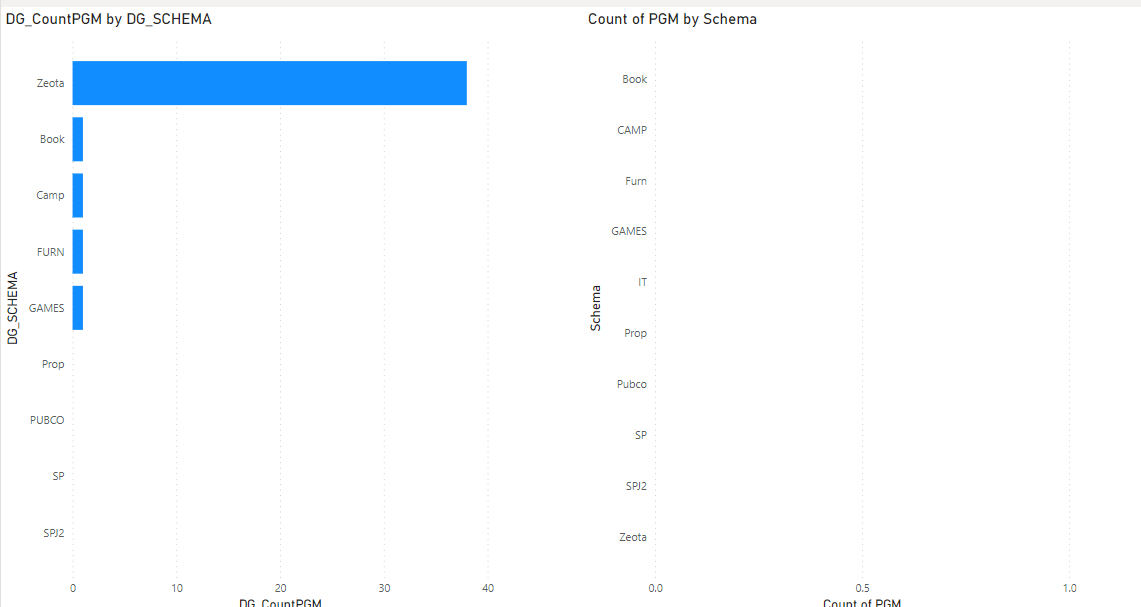 DG_CountPGM by DG_SCHEMA
DG_SCHEMA
Zeota
Book
Camp
FURN
GAMES
Prop
PUBCO
SP
SPJ2
0 10 20 30 40
DG_CountPGM
Count of PGM by Schema
Schema
Book
CAMP
Furn
GAMES
IT
Prop
Pubco
SP
SPJ2
Zeota
0.0 0.5 1.0
Count of PGM